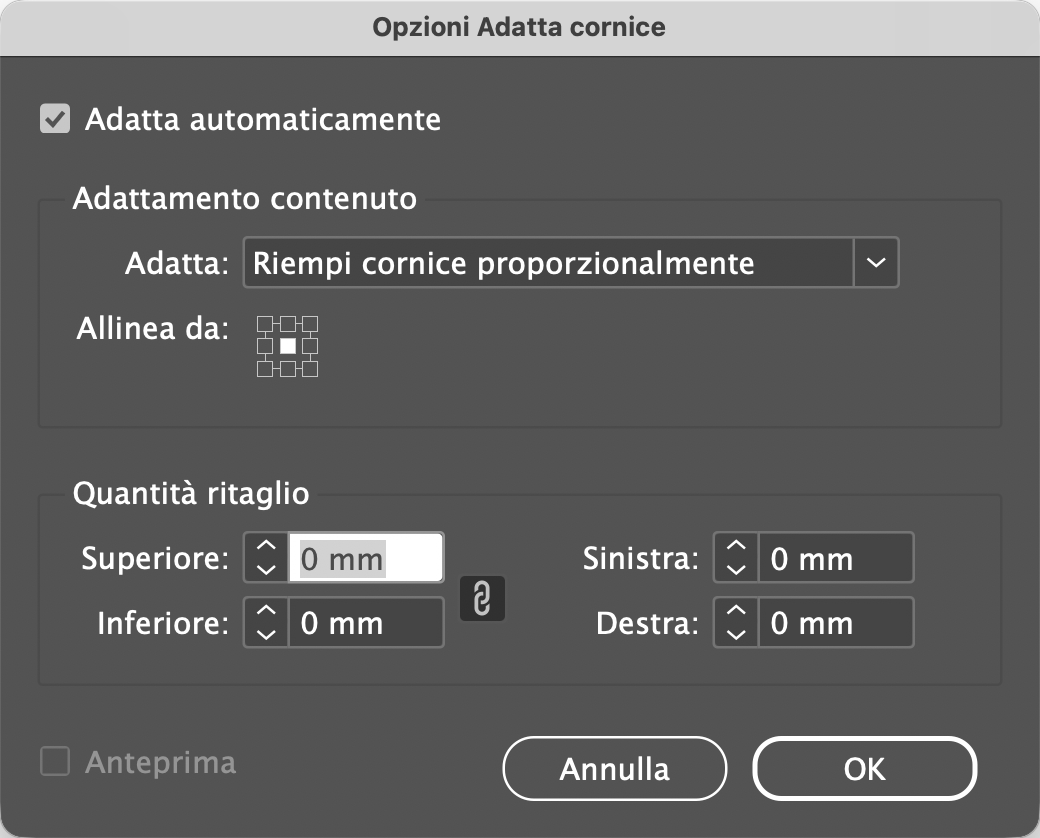 Opzioni Adatta cornice
Adatta automaticamente
Adattamento contenuto
Adatta: Riempi cornice proporzionalmente
Allinea da:
Quantità ritaglio
Superiore: 0 mm Sinistra: 0 mm
Inferiore: 0 mm Destra: 0 mm
Anteprima Annulla OK